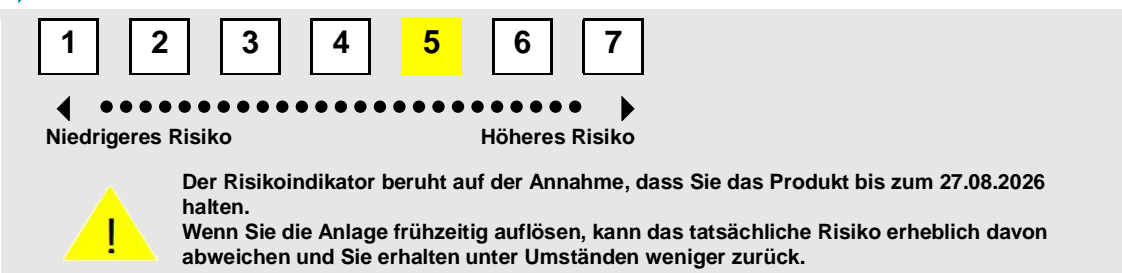 1 2 3 4 5 6 7
Niedrigeres Risiko Höheres Risiko
Der Risikoindikator beruht auf der Annahme, dass Sie das Produkt bis zum 27.08.2026
halten.
!
Wenn Sie die Anlage frühzeitig auflösen, kann das tatsächliche Risiko erheblich davon
abweichen und Sie erhalten unter Umständen weniger zurück.